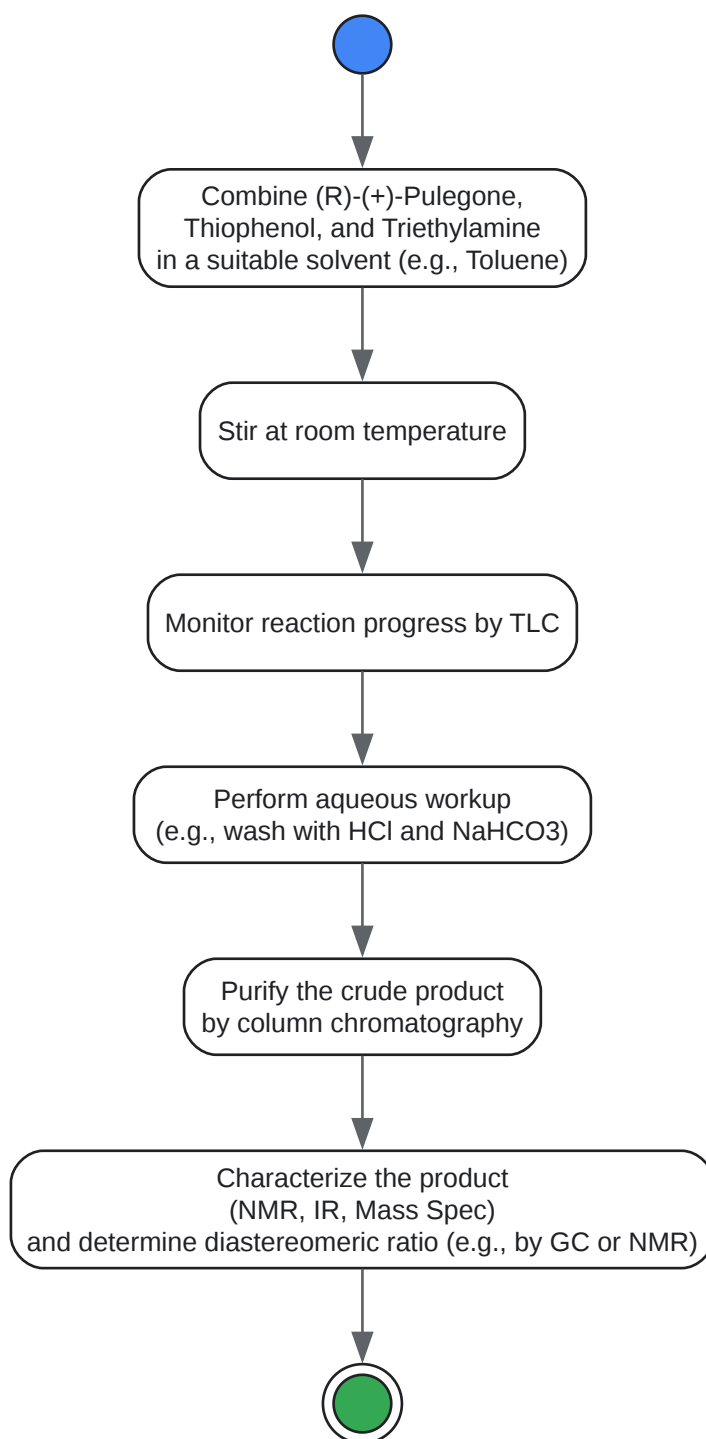 Combine (R)-(+)-Pulegone,
Thiophenol, and Triethylamine
in a suitable solvent (e.g., Toluene)
Stir at room temperature
Monitor reaction progress by TLC
Perform aqueous workup
(e.g., wash with HCl and NaHCO3)
Purify the crude product
by column chromatography
Characterize the product
(NMR, IR, Mass Spec)
and determine diastereomeric ratio (e.g., by GC or NMR)